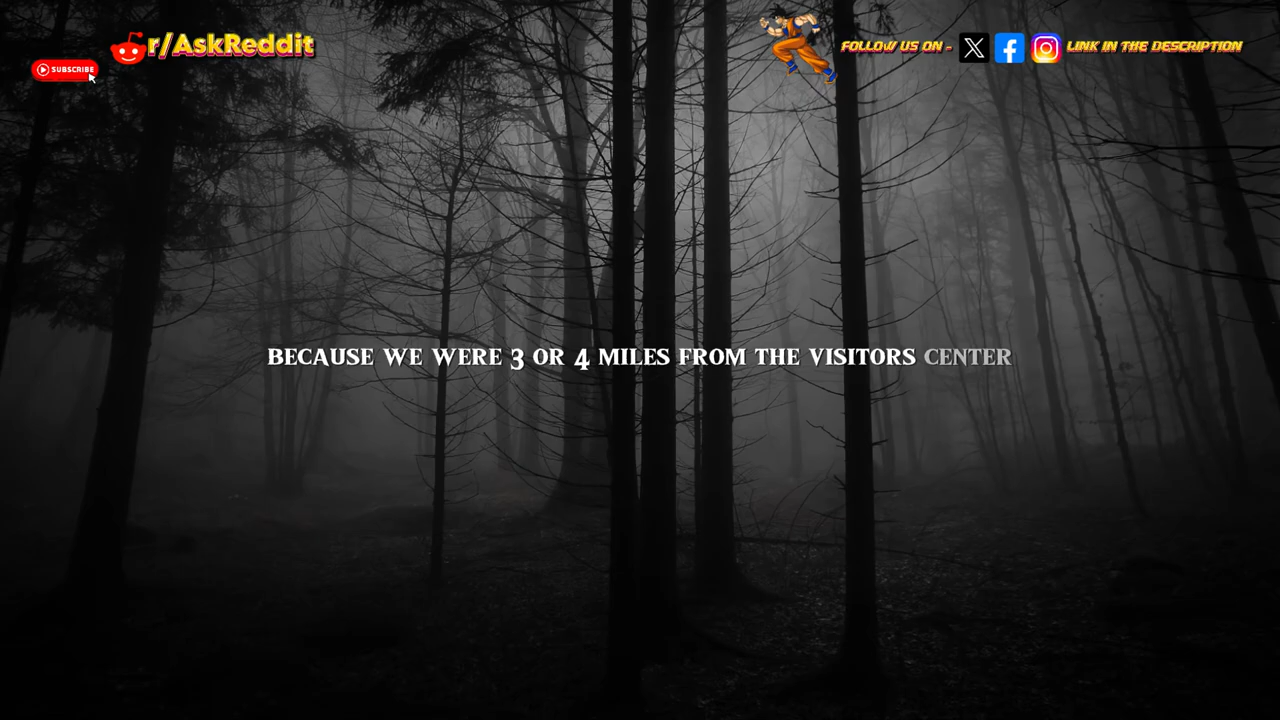 r/AskReddit
SUBSCRIBE
FOLLOW US ON -
LINK IN THE DESCRIPTION
BECAUSE WE WERE 3 OR 4 MILES FROM THE VISITORS CENTER